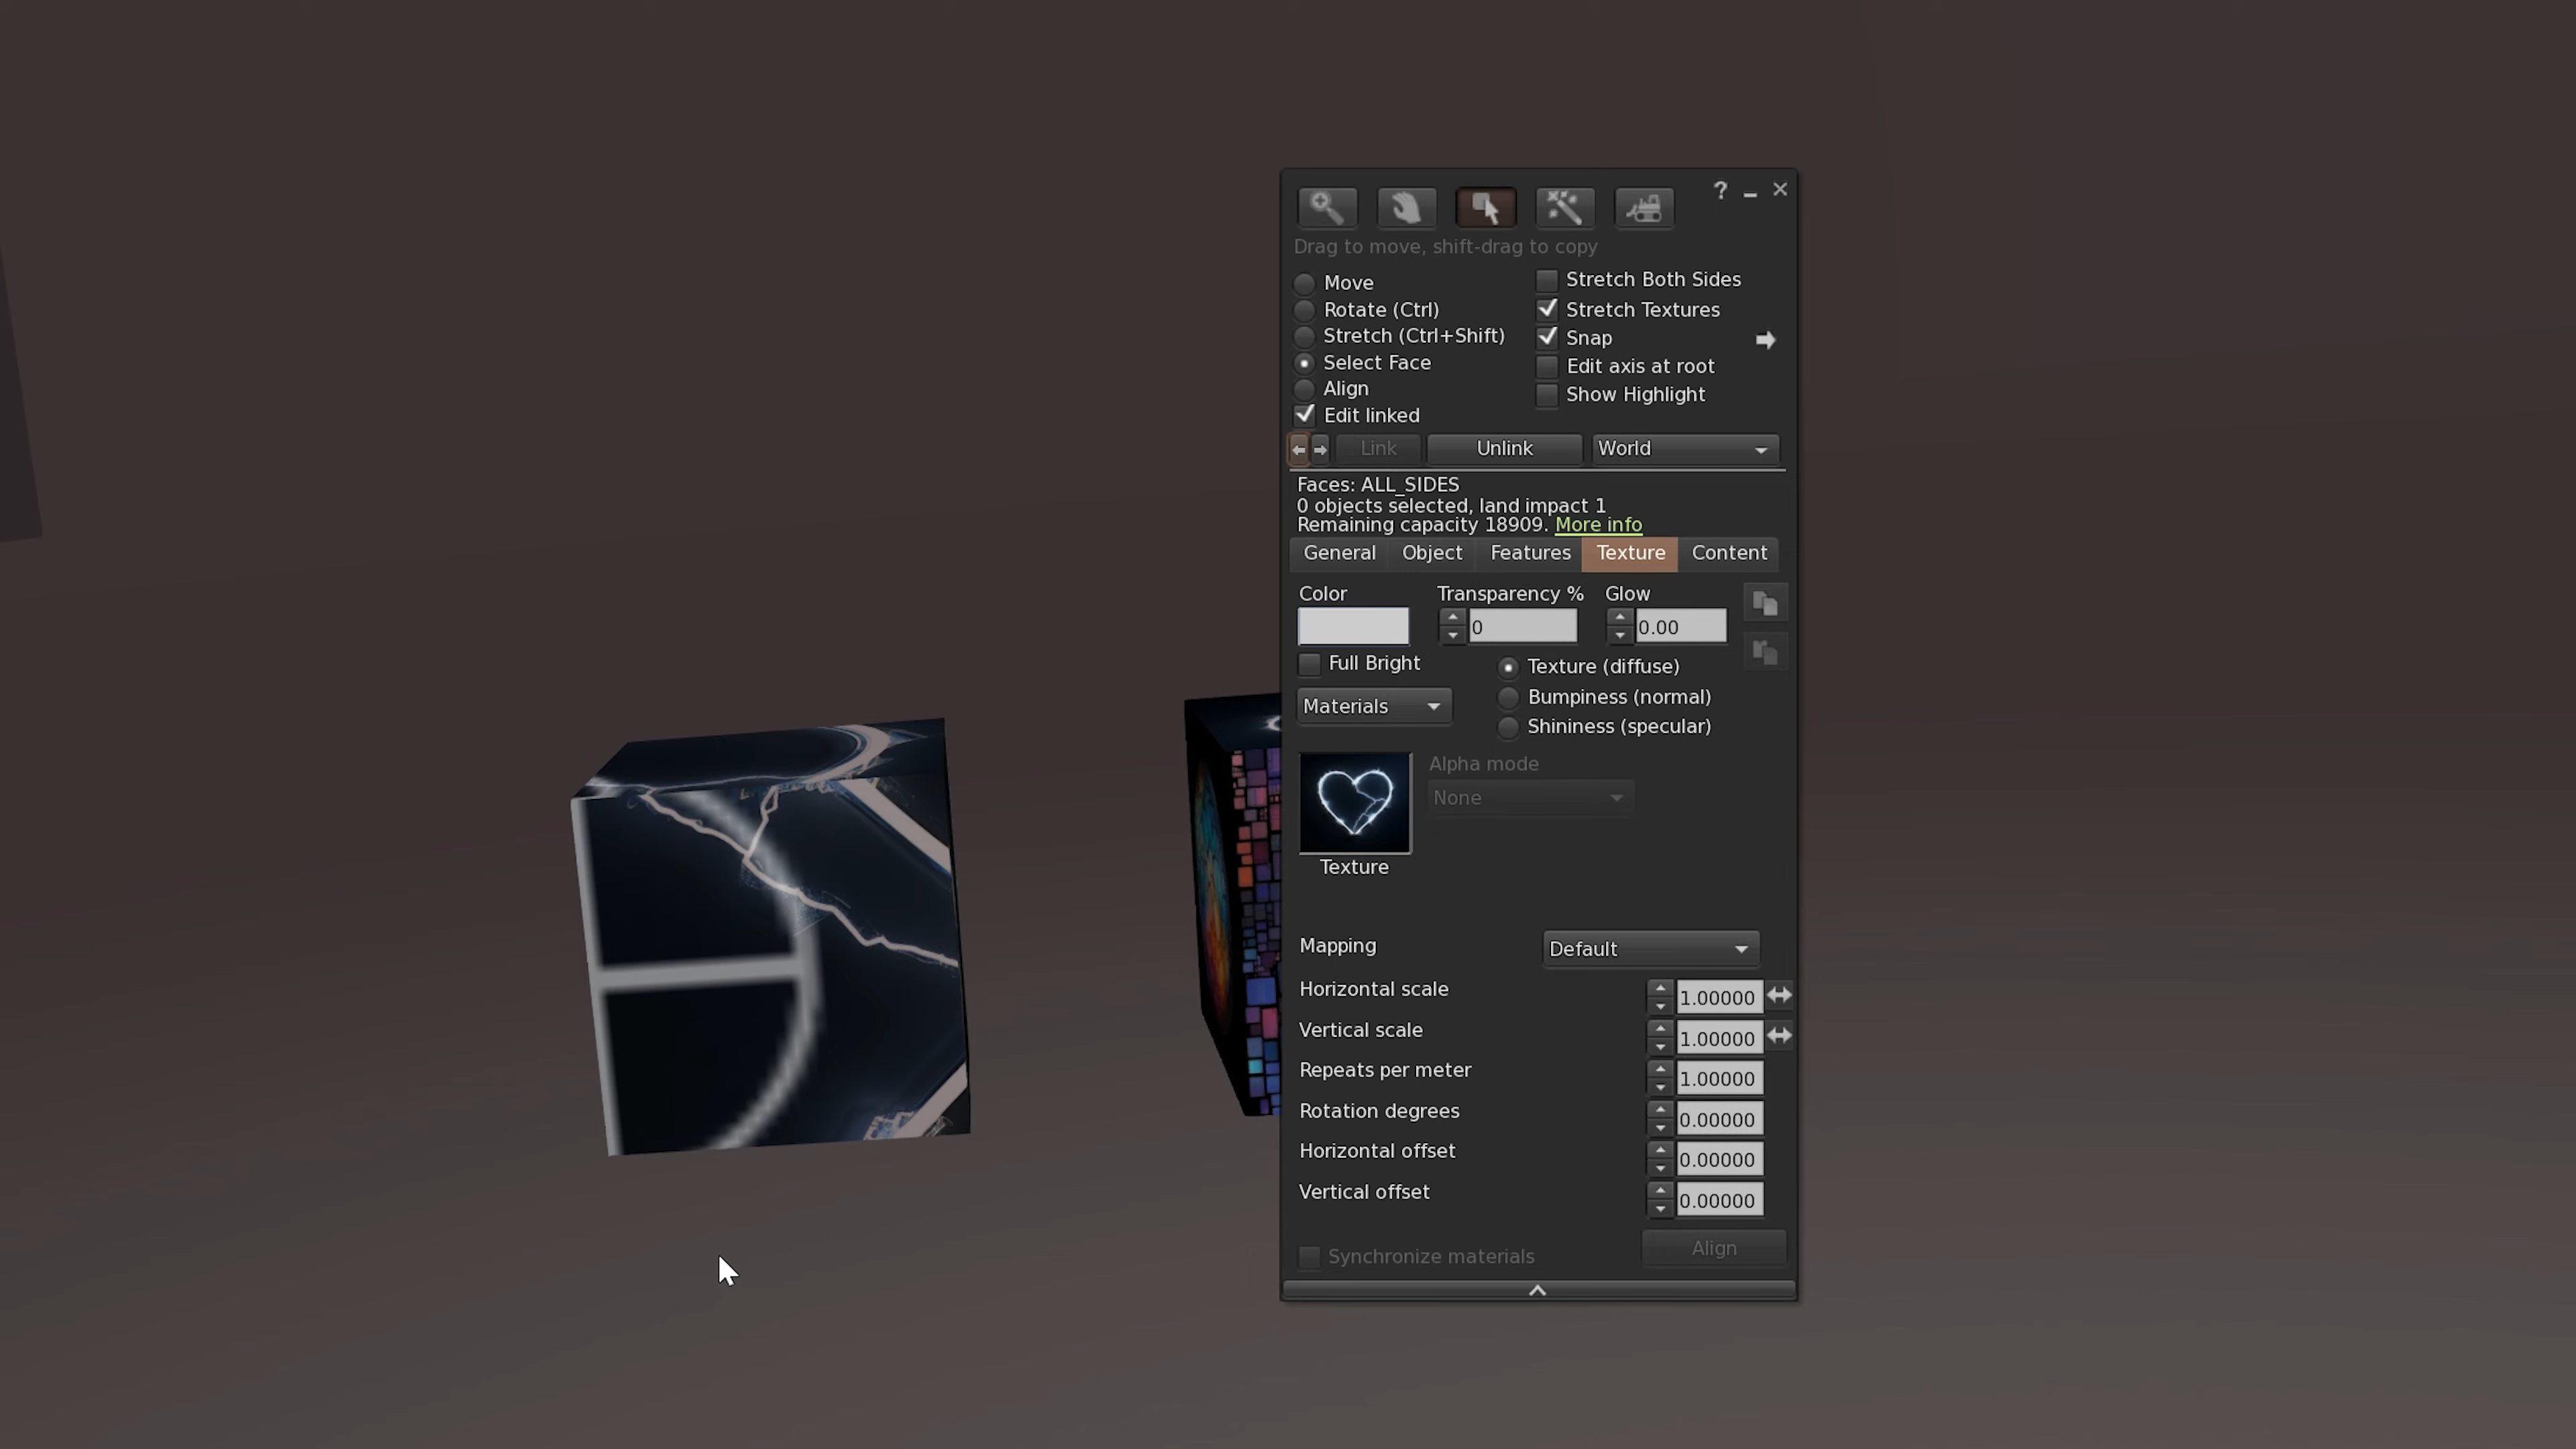 ?
Drag to move, shift-drag to copy
Move
Stretch Both Sides
Rotate (Ctrl)
Stretch Textures
Stretch (Ctrl+Shift)
Snap
Select Face
Edit axis at root
Align
Show Highlight
Edit linked
Link Unlink World
Faces: ALL_SIDES
0 objects selected, land impact 1
Remaining capacity 18909. More info
General Object Features Texture Content
Color Transparency % Glow
0 0.00
Full Bright
Texture (diffuse)
Materials
Bumpiness (normal)
Shininess (specular)
Alpha mode
None
Texture
Mapping Default
Horizontal scale 1.00000
Vertical scale 1.00000
Repeats per meter 1.00000
Rotation degrees 0.00000
Horizontal offset 0.00000
Vertical offset 0.00000
Synchronize materials Align